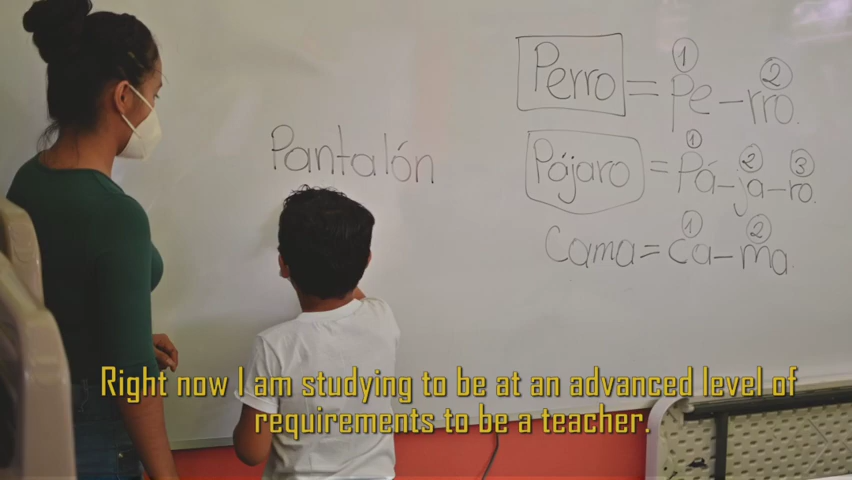 Pantalón
Perro = ① ② Pe-rro.
Pájaro = ① ② ③ Pá-ja-ro.
Cama = ① ② Ca-ma.
Right now I am studying to be at an advanced level of
requirements to be a teacher.